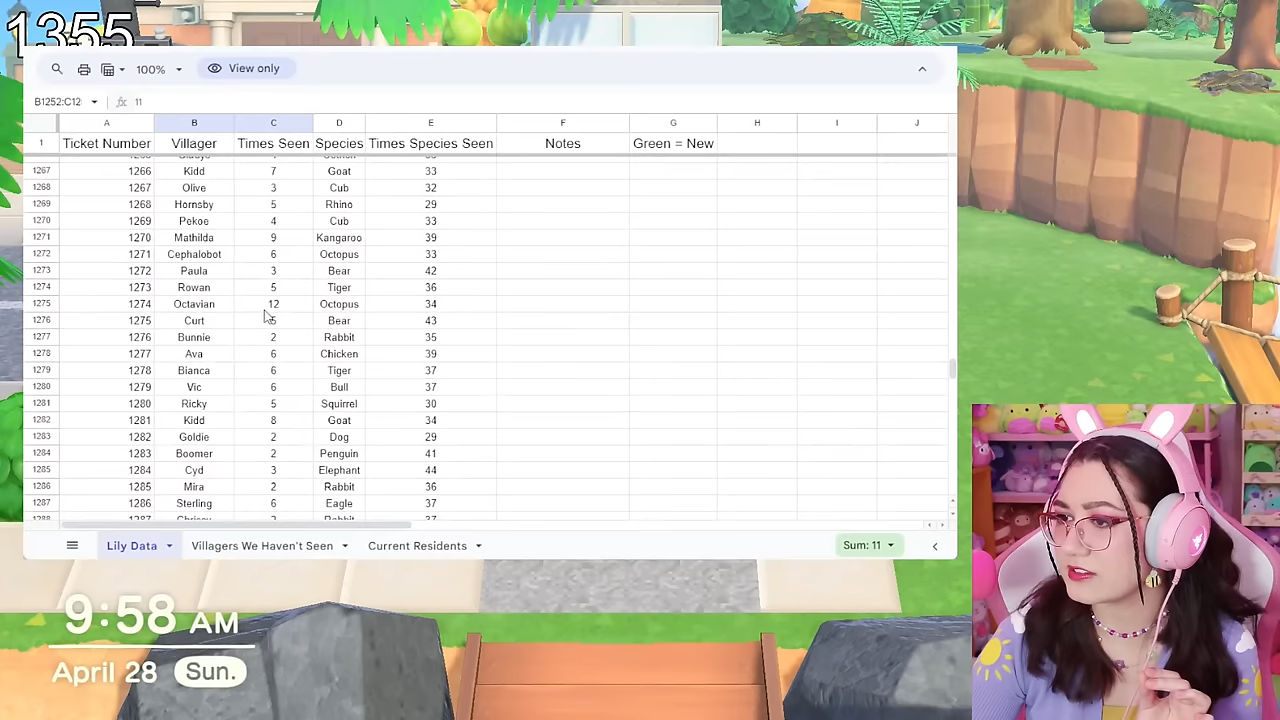 1355
100% View only
B1252:C12 fx 11
A B C D E F G H I J
1 Ticket Number Villager Times Seen Species Times Species Seen Notes Green = New
1267 1266 Kidd 7 Goat 33
1268 1267 Olive 3 Cub 32
1269 1268 Hornsby 5 Rhino 29
1270 1269 Pekoe 4 Cub 33
1271 1270 Mathilda 9 Kangaroo 39
1272 1271 Cephalobot 6 Octopus 33
1273 1272 Paula 3 Bear 42
1274 1273 Rowan 5 Tiger 36
1275 1274 Octavian 12 Octopus 34
1276 1275 Curt 5 Bear 43
1277 1276 Bunnie 2 Rabbit 35
1278 1277 Ava 6 Chicken 39
1279 1278 Bianca 6 Tiger 37
1280 1279 Vic 6 Bull 37
1281 1280 Ricky 5 Squirrel 30
1282 1281 Kidd 8 Goat 34
1283 1282 Goldie 2 Dog 29
1284 1283 Boomer 2 Penguin 41
1285 1284 Cyd 3 Elephant 44
1286 1285 Mira 2 Rabbit 36
1287 1286 Sterling 6 Eagle 37
Lily Data Villagers We Haven't Seen Current Residents Sum: 11
9:58 AM
April 28 Sun.